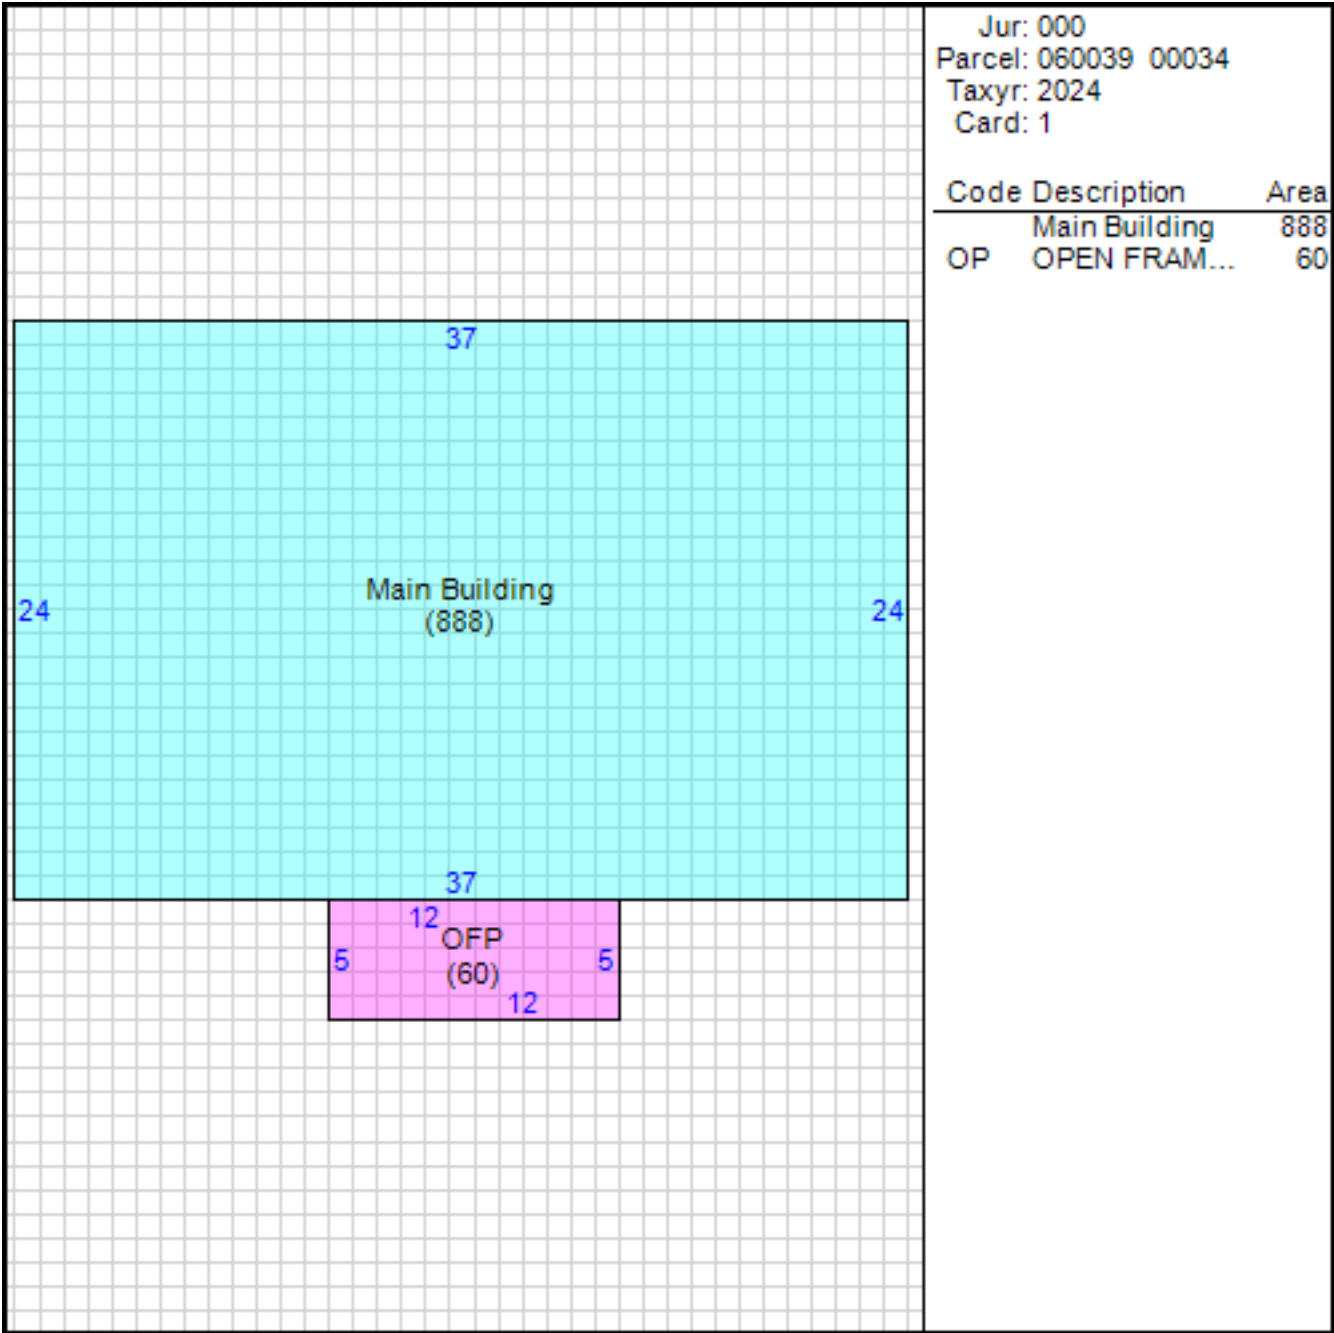 Jur: 000
Parcel: 060039 00034
Taxyr: 2024
Card: 1
Code Description Area
Main Building 888
OP OPEN FRAM... 60
37
24
Main Building
(888)
24
37
12
OFP
5
(60)
5
12